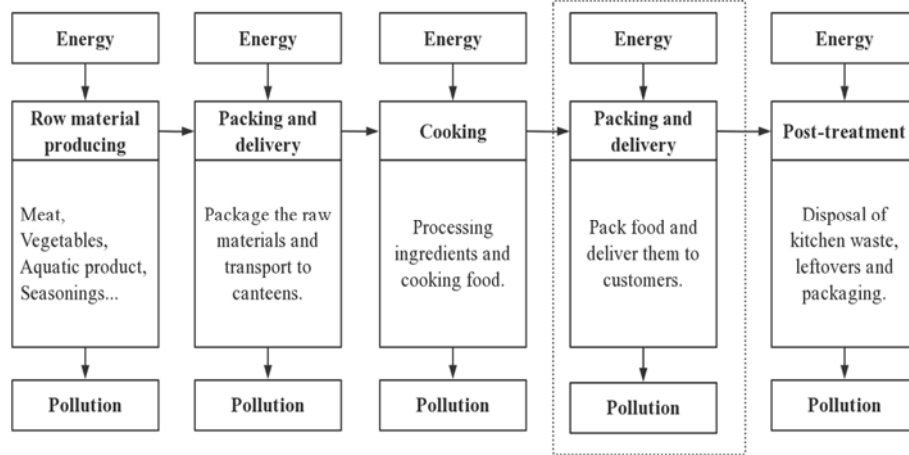 Energy
Energy
Energy
Energy
Energy
Row material
producing
Packing and
delivery
Cooking
Packing and
delivery
Post-treatment
Meat,
Vegetables,
Aquatic product,
Seasonings...
Package the raw
materials and
transport to
canteens.
Processing
ingredients and
cooking food.
Pack food and
deliver them to
customers.
Disposal of
kitchen waste,
leftovers and
packaging.
Pollution
Pollution
Pollution
Pollution
Pollution